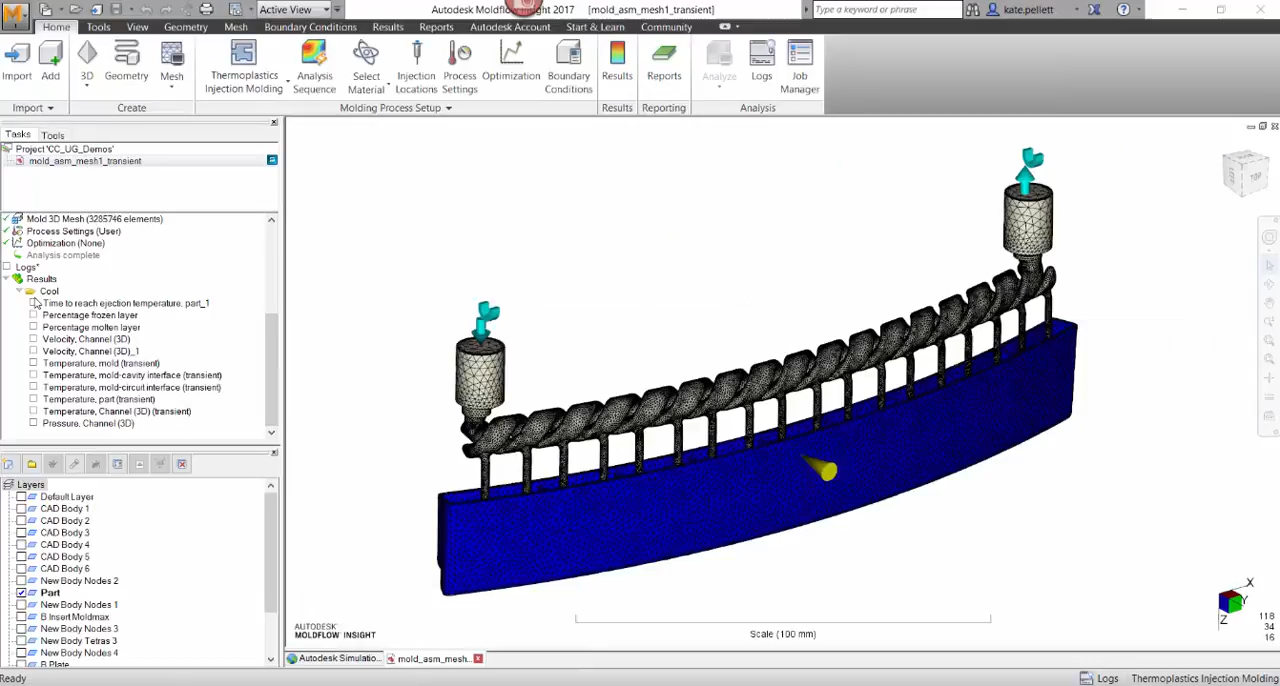 Active View
Autodesk Moldflow Insight 2017 [mold_asm_mesh1_transient]
Type a keyword or phrase
kate.pellett
Home Tools View Geometry Mesh Boundary Conditions Results Reports Autodesk Account Start & Learn Community
Import Add 3D Geometry Mesh
Thermoplastics Injection Molding
Analysis Sequence
Select Material
Injection Locations
Process Settings
Optimization
Boundary Conditions
Results
Reports
Analyze
Logs
Job Manager
Import Create Molding Process Setup Results Reporting Analysis
Tasks Tools
Project 'CC_UG_Demos'
mold_asm_mesh1_transient
Mold 3D Mesh (3285746 elements)
Process Settings (User)
Optimization (None)
Analysis complete
Logs*
Results
Cool
Time to reach ejection temperature, part_1
Percentage frozen layer
Percentage molten layer
Velocity, Channel (3D)
Velocity, Channel (3D)_1
Temperature, mold (transient)
Temperature, mold-cavity interface (transient)
Temperature, mold-circuit interface (transient)
Temperature, part (transient)
Temperature, Channel (3D) (transient)
Pressure, Channel (3D)
Layers
Default Layer
CAD Body 1
CAD Body 2
CAD Body 3
CAD Body 4
CAD Body 5
CAD Body 6
New Body Nodes 2
Part
New Body Nodes 1
B Insert Moldmax
New Body Nodes 3
New Body Tetras 3
New Body Nodes 4
B Plate
TOP
X
Y
Z
118
34
16
AUTODESK
MOLDFLOW INSIGHT
Scale (100 mm)
Autodesk Simulatio...
mold_asm_mesh...
Ready
Logs
Thermoplastics Injection Molding